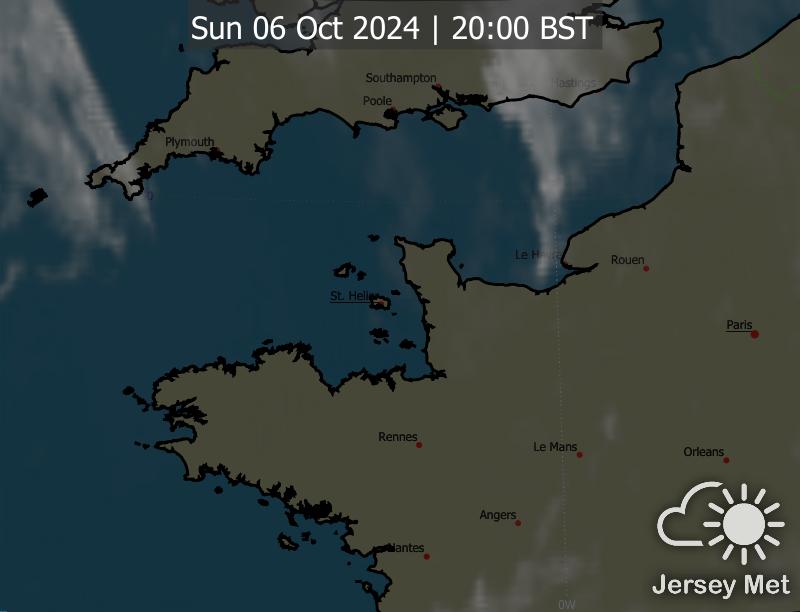 Sun 06 Oct 2024 | 20:00 BST
Southampton
Hastings
Poole
Plymouth
Le Havre
Rouen
St. Helier
Paris
Rennes
Le Mans
Orleans
Angers
Nantes
Jersey Met
0W